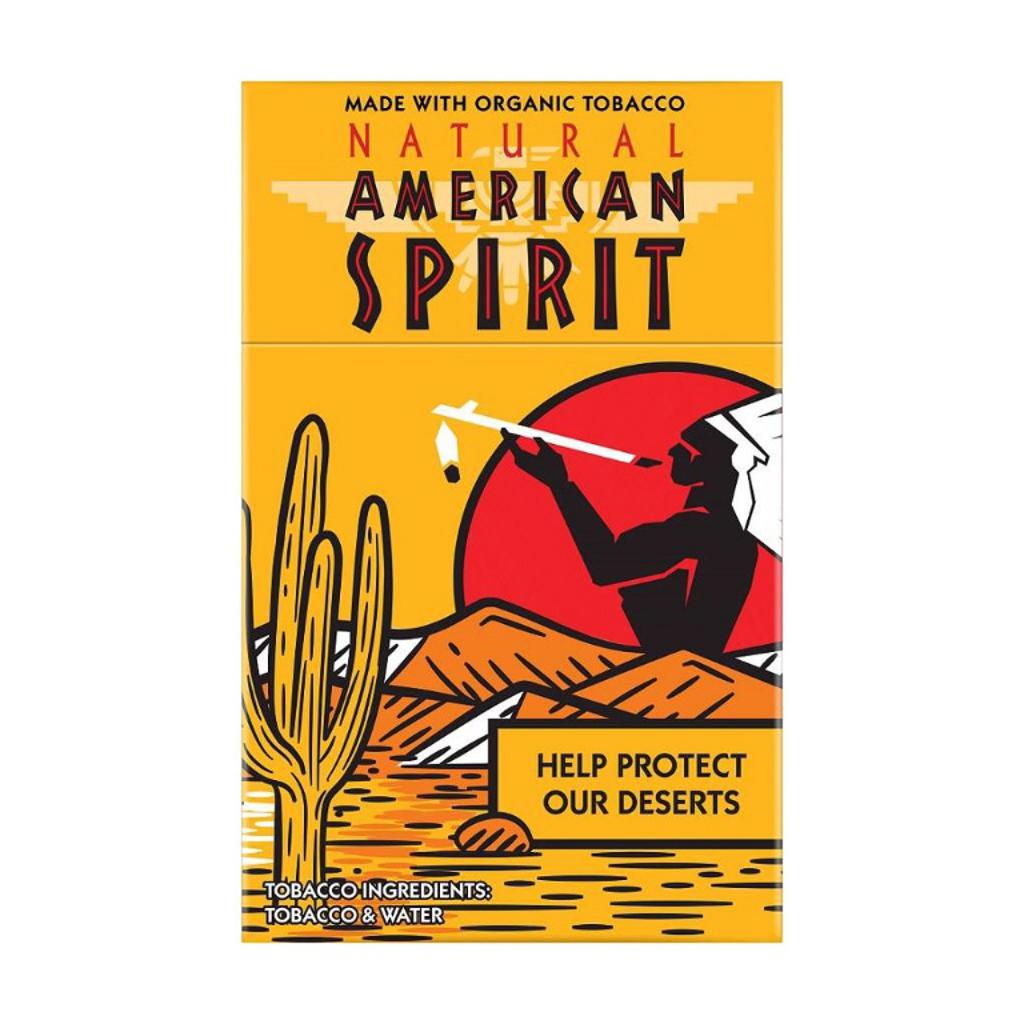 MADE WITH ORGANIC TOBACCO
NATURAL
AMERICAN
SPIRIT
HELP PROTECT
OUR DESERTS
TOBACCO INGREDIENTS:
TOBACCO & WATER